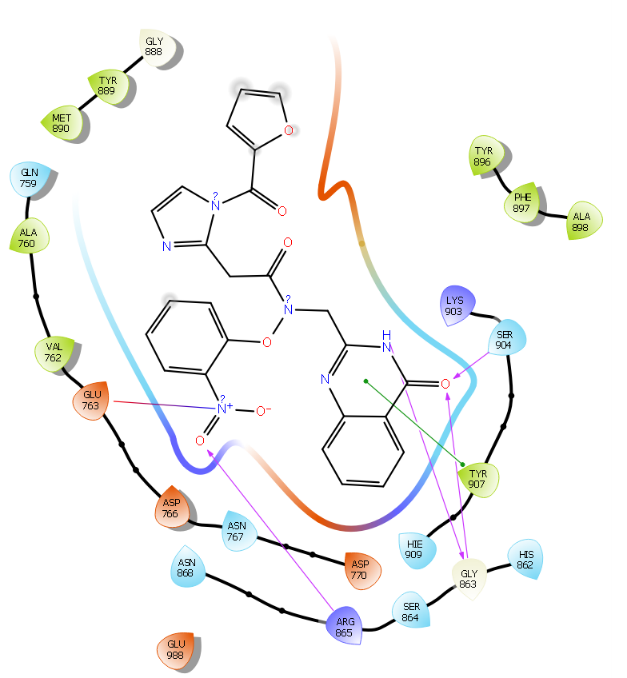 GLY
888
TYR
889
MET
890
GLN
759
ALA
760
VAL
762
GLU
763
ASP
766
ASN
767
ASP
770
ASN
868
GLU
988
ARG
865
SER
864
GLY
863
HIS
862
HIE
909
TYR
907
SER
904
LYS
903
TYR
896
PHE
897
ALA
898
O
?
N
O
N
O
?
N
O
H
N
N
O
?
N+
O-
O